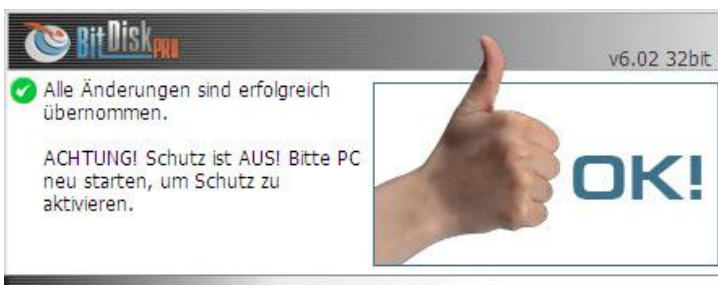 BitDisk PRO
v6.02 32bit
Alle Änderungen sind erfolgreich
übernommen.
ACHTUNG! Schutz ist AUS! Bitte PC
neu starten, um Schutz zu
aktivieren.
OK!